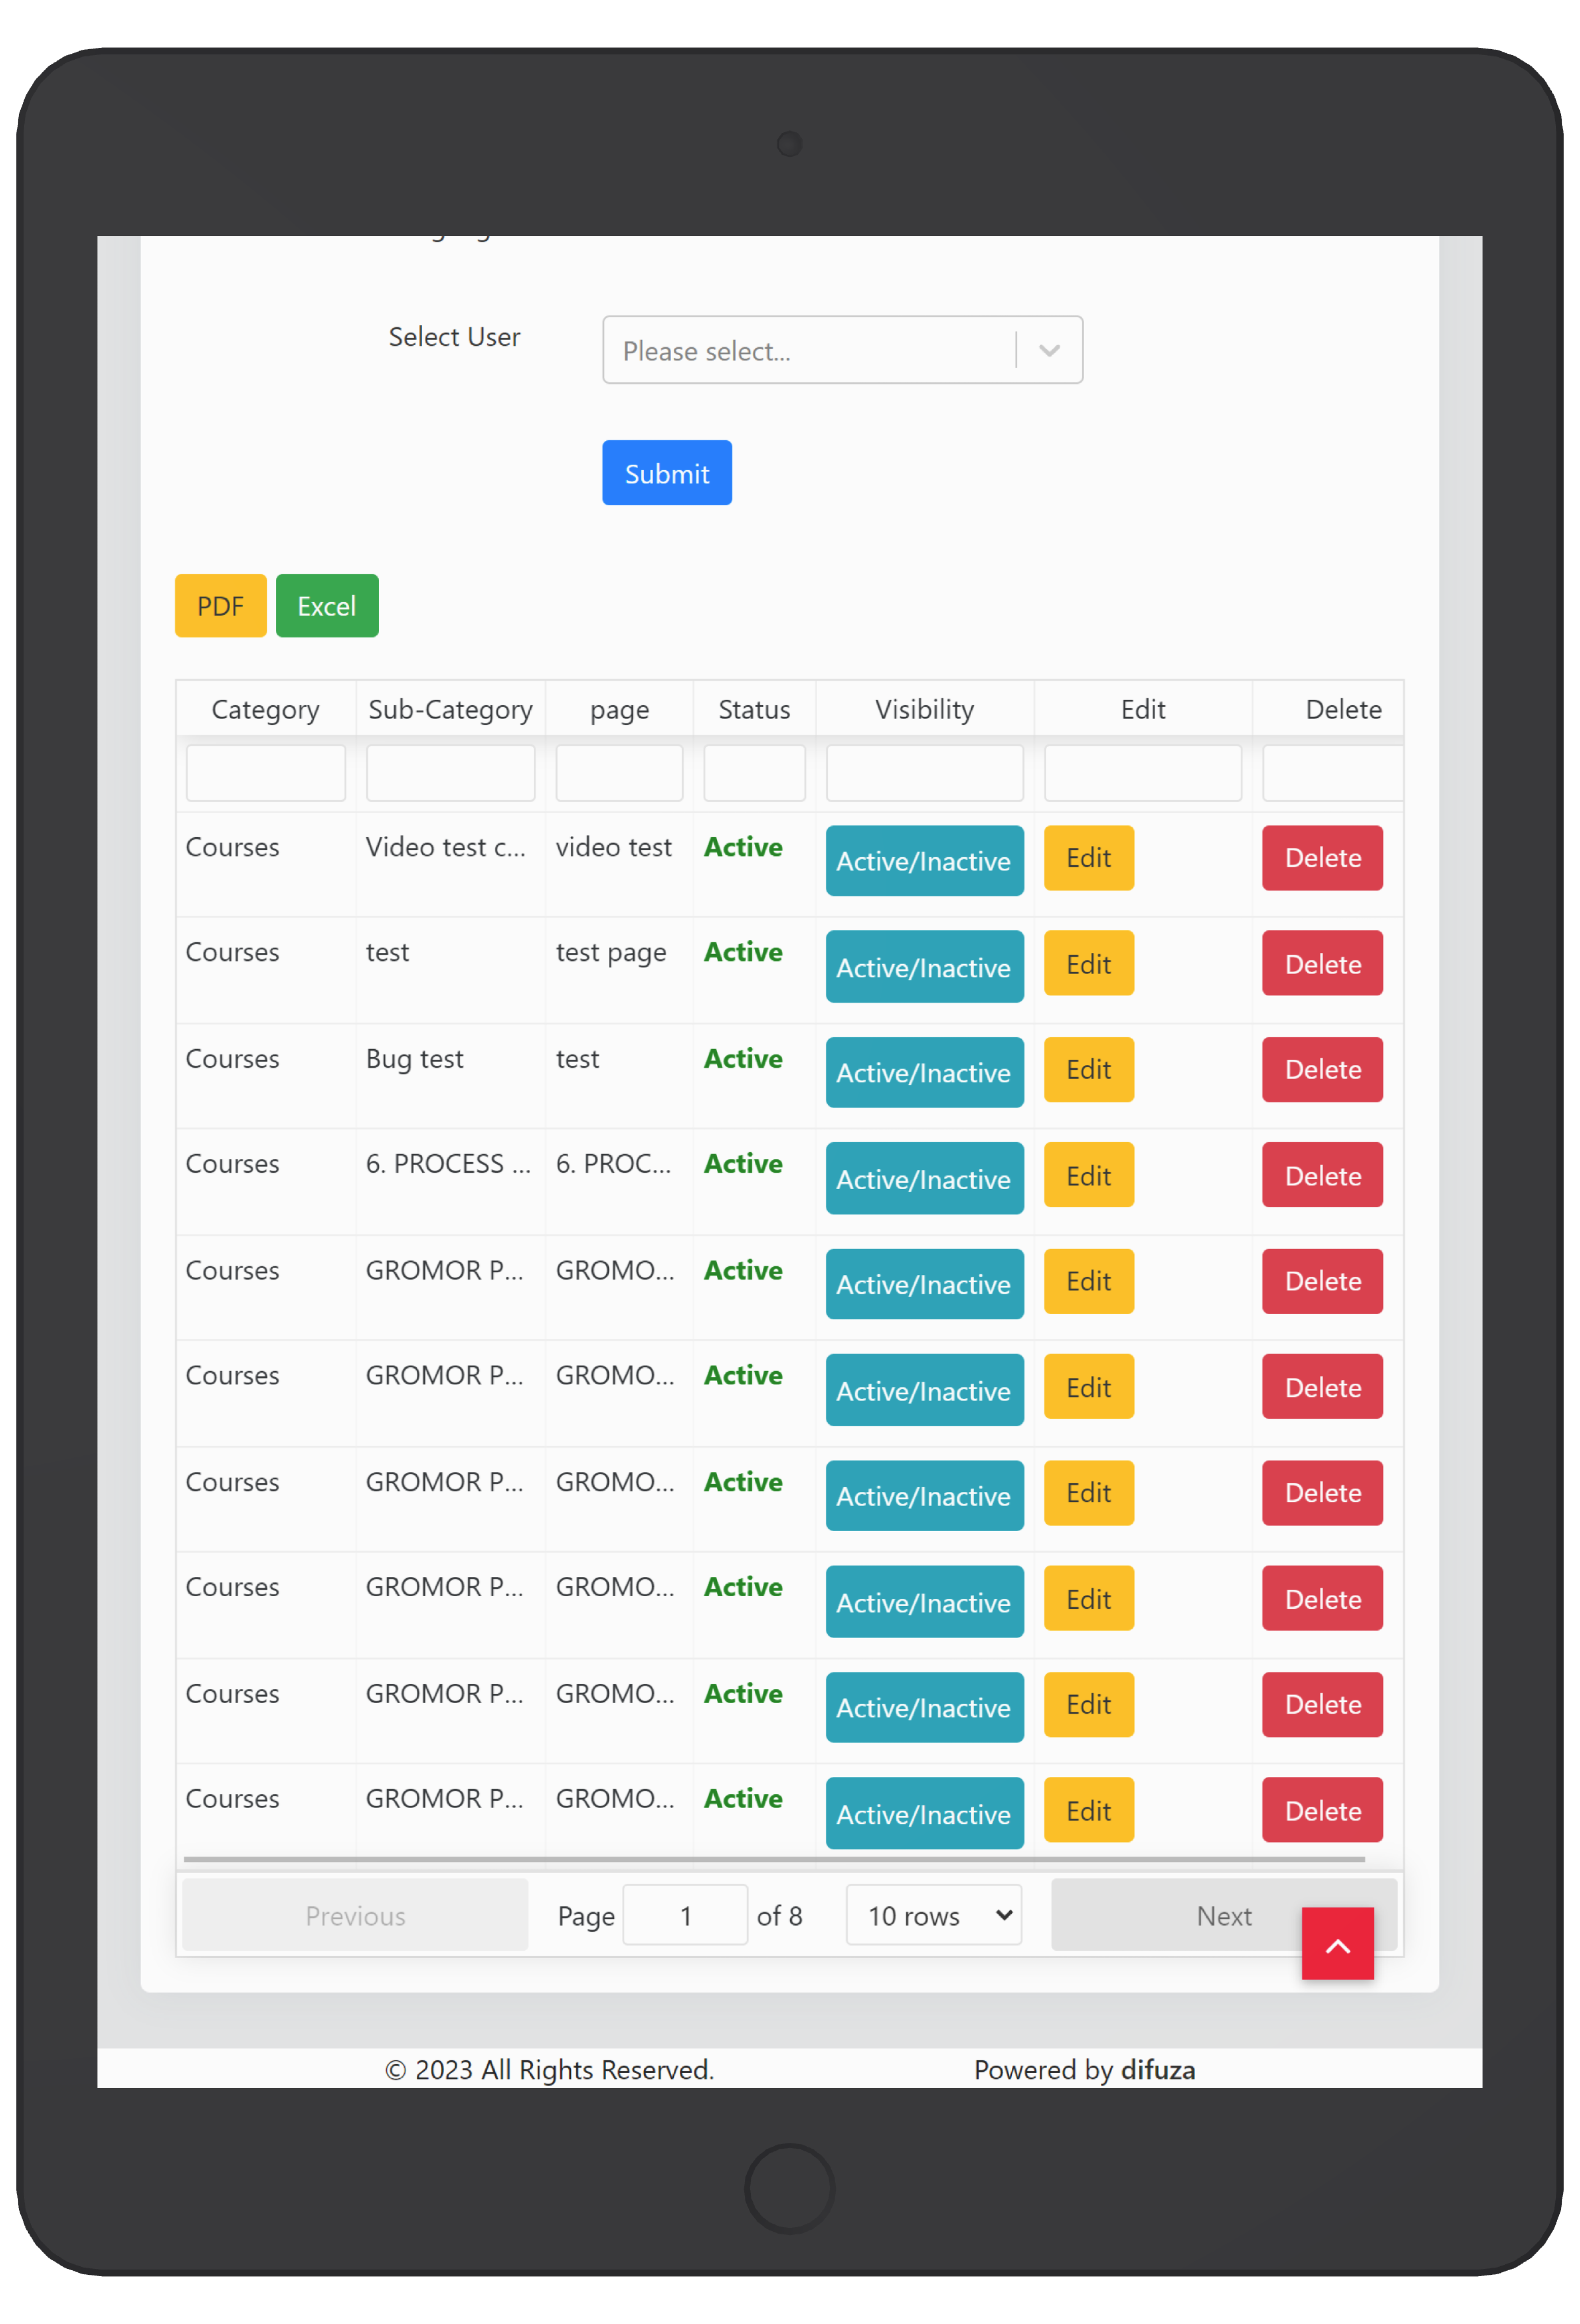 Select User
Please select...
Submit
PDF Excel
Category Sub-Category page Status Visibility Edit Delete
Courses Video test c... video test Active Active/Inactive Edit Delete
Courses test test page Active Active/Inactive Edit Delete
Courses Bug test test Active Active/Inactive Edit Delete
Courses 6. PROCESS ... 6. PROC... Active Active/Inactive Edit Delete
Courses GROMOR P... GROMO... Active Active/Inactive Edit Delete
Courses GROMOR P... GROMO... Active Active/Inactive Edit Delete
Courses GROMOR P... GROMO... Active Active/Inactive Edit Delete
Courses GROMOR P... GROMO... Active Active/Inactive Edit Delete
Courses GROMOR P... GROMO... Active Active/Inactive Edit Delete
Courses GROMOR P... GROMO... Active Active/Inactive Edit Delete
Previous Page 1 of 8 10 rows Next
© 2023 All Rights Reserved. Powered by difuza